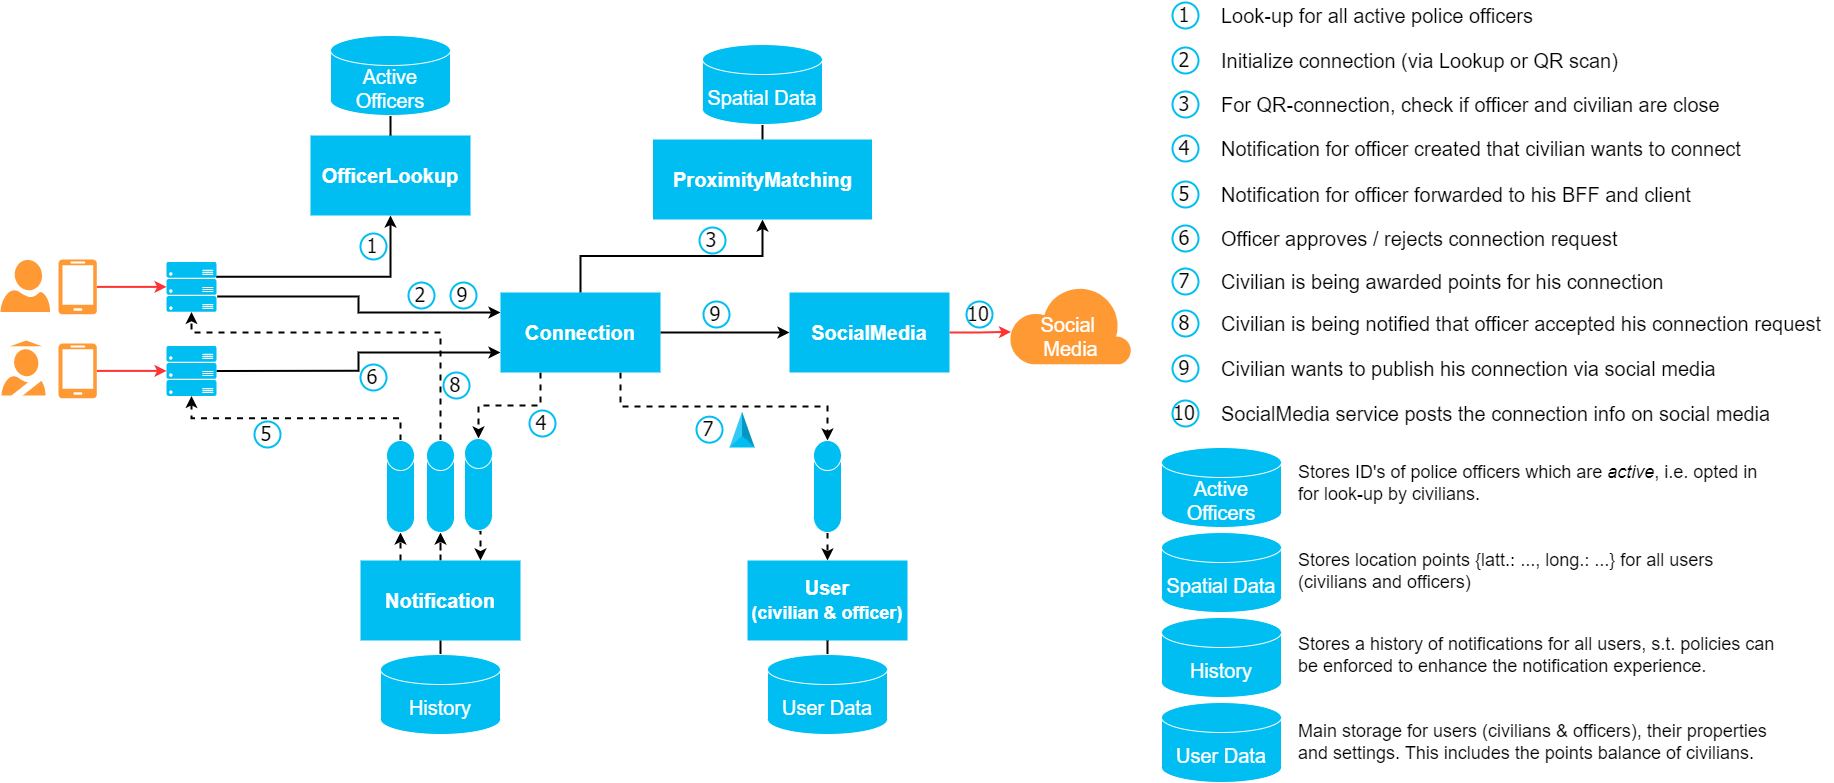 Active
Officers
OfficerLookup
1
Spatial Data
ProximityMatching
3
2
9
Connection
9
SocialMedia
10
Social
Media
6
8
5
4
7
Notification
History
User
(civilian & officer)
User Data
1 Look-up for all active police officers
2 Initialize connection (via Lookup or QR scan)
3 For QR-connection, check if officer and civilian are close
4 Notification for officer created that civilian wants to connect
5 Notification for officer forwarded to his BFF and client
6 Officer approves / rejects connection request
7 Civilian is being awarded points for his connection
8 Civilian is being notified that officer accepted his connection request
9 Civilian wants to publish his connection via social media
10 SocialMedia service posts the connection info on social media
Active
Officers
Stores ID's of police officers which are active, i.e. opted in
for look-up by civilians.
Spatial Data
Stores location points {latt.: ..., long.: ...} for all users
(civilians and officers)
History
Stores a history of notifications for all users, s.t. policies can
be enforced to enhance the notification experience.
User Data
Main storage for users (civilians & officers), their properties
and settings. This includes the points balance of civilians.